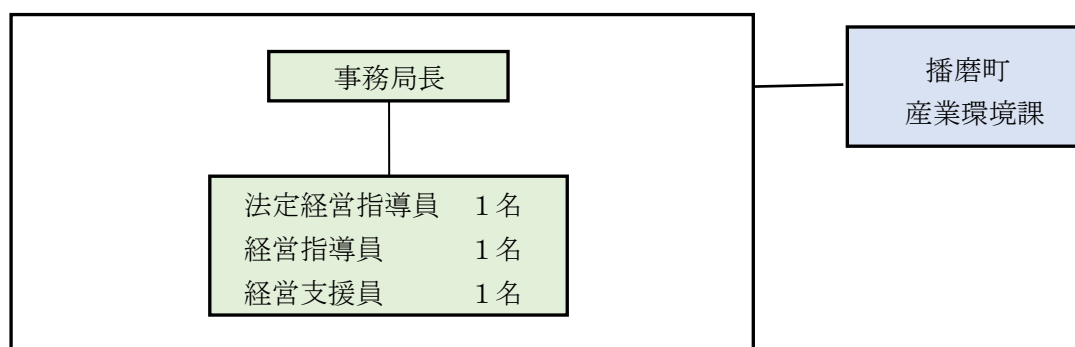 事務局長
播磨町
産業環境課
法定経営指導員　１名
経営指導員　１名
経営支援員　１名